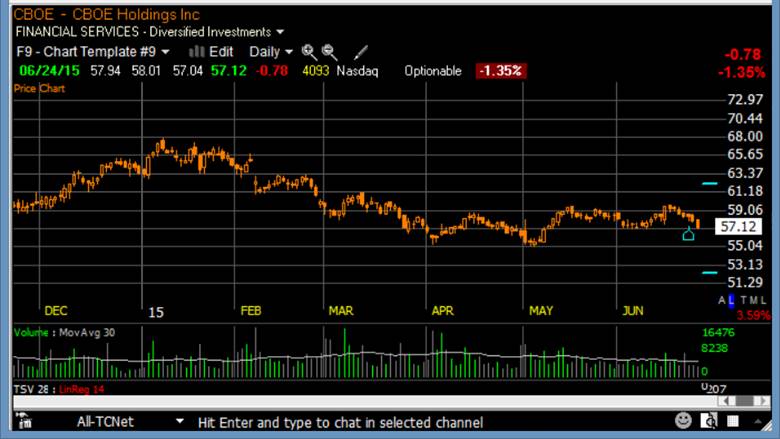 CBOE - CBOE Holdings Inc
FINANCIAL SERVICES - Diversified Investments
F9 - Chart Template #9 Edit Daily
-0.78
06/24/15 57.94 58.01 57.04 57.12 -0.78 4093 Nasdaq Optionable -1.35%
-1.35%
Price Chart
72.97
70.44
68.00
65.65
63.37
61.18
59.06
57.12
55.04
53.13
51.29
A L T M L
DEC 15 FEB MAR APR MAY JUN
3.59%
Volume : MovAvg 30
16476
8238
0
TSV 28 : LinReg 14
All-TCNet Hit Enter and type to chat in selected channel